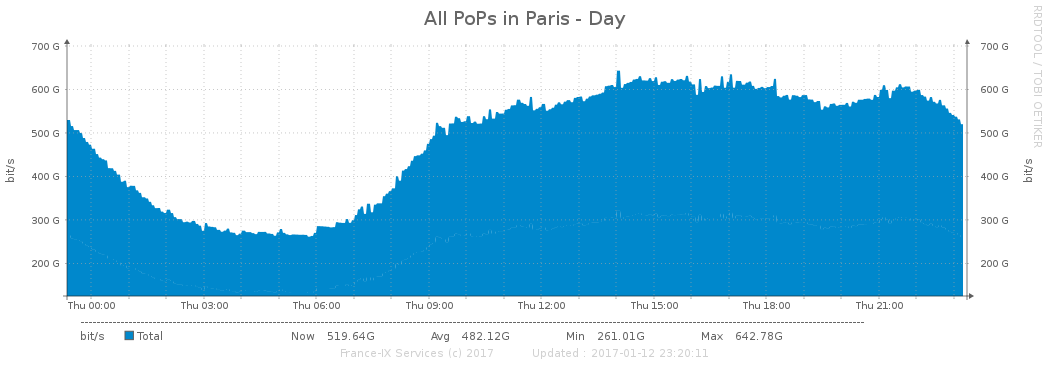 All PoPs in Paris - Day
RRDTOOL / TOBI OETIKER
700 G 700 G
600 G 600 G
500 G 500 G
400 G 400 G
300 G 300 G
200 G 200 G
bit/s bit/s
Thu 00:00 Thu 03:00 Thu 06:00 Thu 09:00 Thu 12:00 Thu 15:00 Thu 18:00 Thu 21:00
bit/s Total Now 519.64G Avg 482.12G Min 261.01G Max 642.78G
France-IX Services (c) 2017 Updated : 2017-01-12 23:20:11